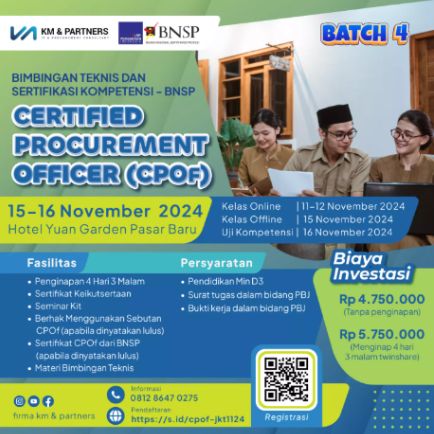 KM & PARTNERS
BNSP
BATCH 4
BIMBINGAN TEKNIS DAN
SERTIFIKASI KOMPETENSI - BNSP
CERTIFIED
PROCUREMENT
OFFICER (CPOf)
15-16 November 2024
Hotel Yuan Garden Pasar Baru
Kelas Online | 11-12 November 2024
Kelas Offline | 15 November 2024
Uji Kompetensi | 16 November 2024
Fasilitas
• Penginapan 4 Hari 3 Malam
• Sertifikat Keikutsertaan
• Seminar Kit
• Berhak Menggunakan Sebutan
CPOf (apabila dinyatakan lulus)
• Sertifikat CPOf dari BNSP
(apabila dinyatakan lulus)
• Materi Bimbingan Teknis
Persyaratan
• Pendidikan Min D3
• Surat tugas dalam bidang PBJ
• Bukti kerja dalam bidang PBJ
Biaya
Investasi
Rp 4.750.000
(Tanpa penginapan)
Rp 5.750.000
(Menginap 4 hari
3 malam twinshare)
Registrasi
firma km & partners
Informasi
0812 8647 0275
Pendaftaran
https://s.id/cpof-jkt1124